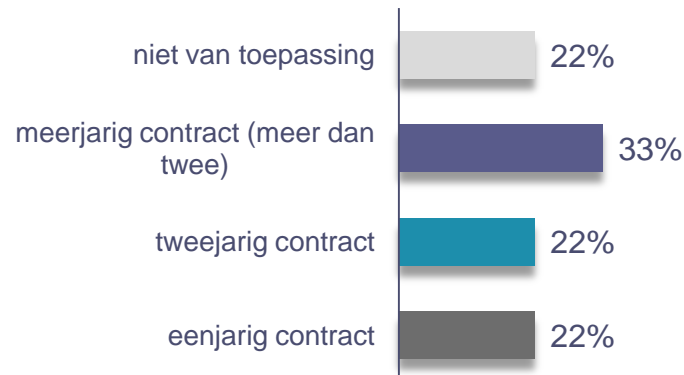 niet van toepassing 22%
meerjarig contract (meer dan
twee) 33%
tweejarig contract 22%
eenjarig contract 22%